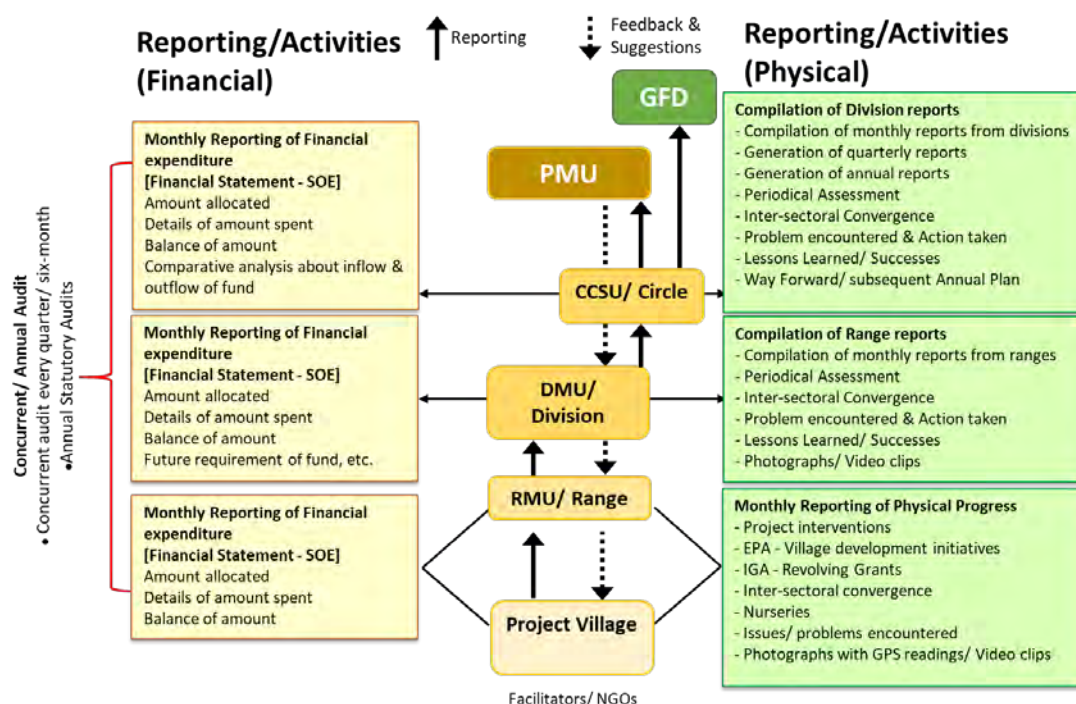 Reporting/Activities
(Financial)
Reporting
Feedback &
Suggestions
Reporting/Activities
(Physical)
GFD
PMU
CCSU/ Circle
DMU/
Division
RMU/ Range
Project Village
Facilitators/ NGOs
Concurrent/ Annual Audit
• Concurrent audit every quarter/ six-month
•Annual Statutory Audits
Monthly Reporting of Financial
expenditure
[Financial Statement - SOE]
Amount allocated
Details of amount spent
Balance of amount
Comparative analysis about inflow &
outflow of fund
Monthly Reporting of Financial
expenditure
[Financial Statement - SOE]
Amount allocated
Details of amount spent
Balance of amount
Future requirement of fund, etc.
Monthly Reporting of Financial
expenditure
[Financial Statement - SOE]
Amount allocated
Details of amount spent
Balance of amount
Compilation of Division reports
- Compilation of monthly reports from divisions
- Generation of quarterly reports
- Generation of annual reports
- Periodical Assessment
- Inter-sectoral Convergence
- Problem encountered & Action taken
- Lessons Learned/ Successes
- Way Forward/ subsequent Annual Plan
Compilation of Range reports
- Compilation of monthly reports from ranges
- Periodical Assessment
- Inter-sectoral Convergence
- Problem encountered & Action taken
- Lessons Learned/ Successes
- Photographs/ Video clips
Monthly Reporting of Physical Progress
- Project interventions
- EPA - Village development initiatives
- IGA - Revolving Grants
- Inter-sectoral convergence
- Nurseries
- Issues/ problems encountered
- Photographs with GPS readings/ Video clips